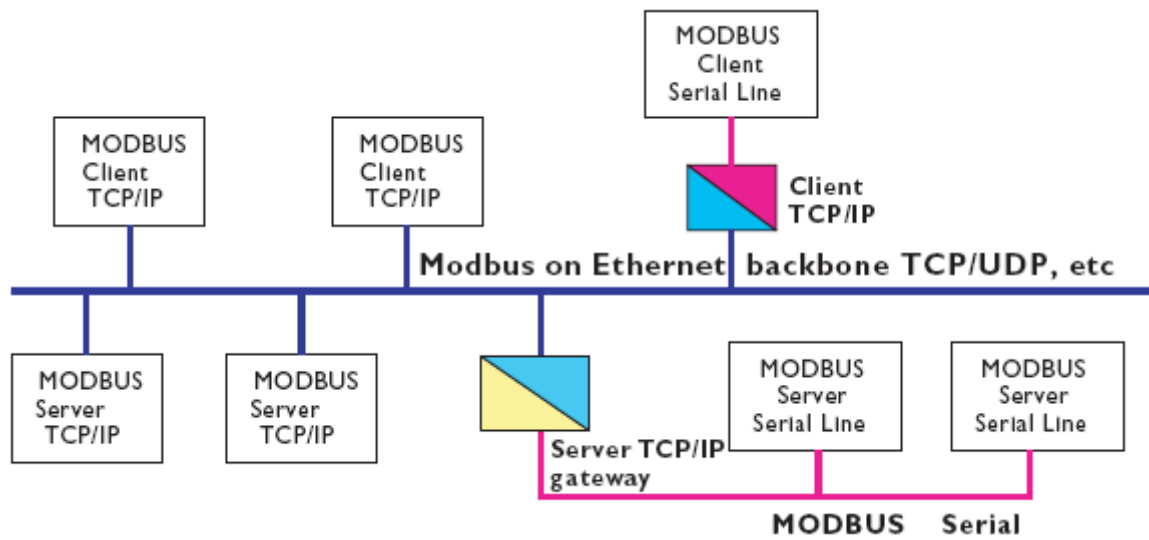 MODBUS
Client
Serial Line
MODBUS
Client
TCP/IP
MODBUS
Client
TCP/IP
Client
TCP/IP
Modbus on Ethernet backbone TCP/UDP, etc
MODBUS
Server
TCP/IP
MODBUS
Server
TCP/IP
Server TCP/IP
gateway
MODBUS
Server
Serial Line
MODBUS
Server
Serial Line
MODBUS Serial